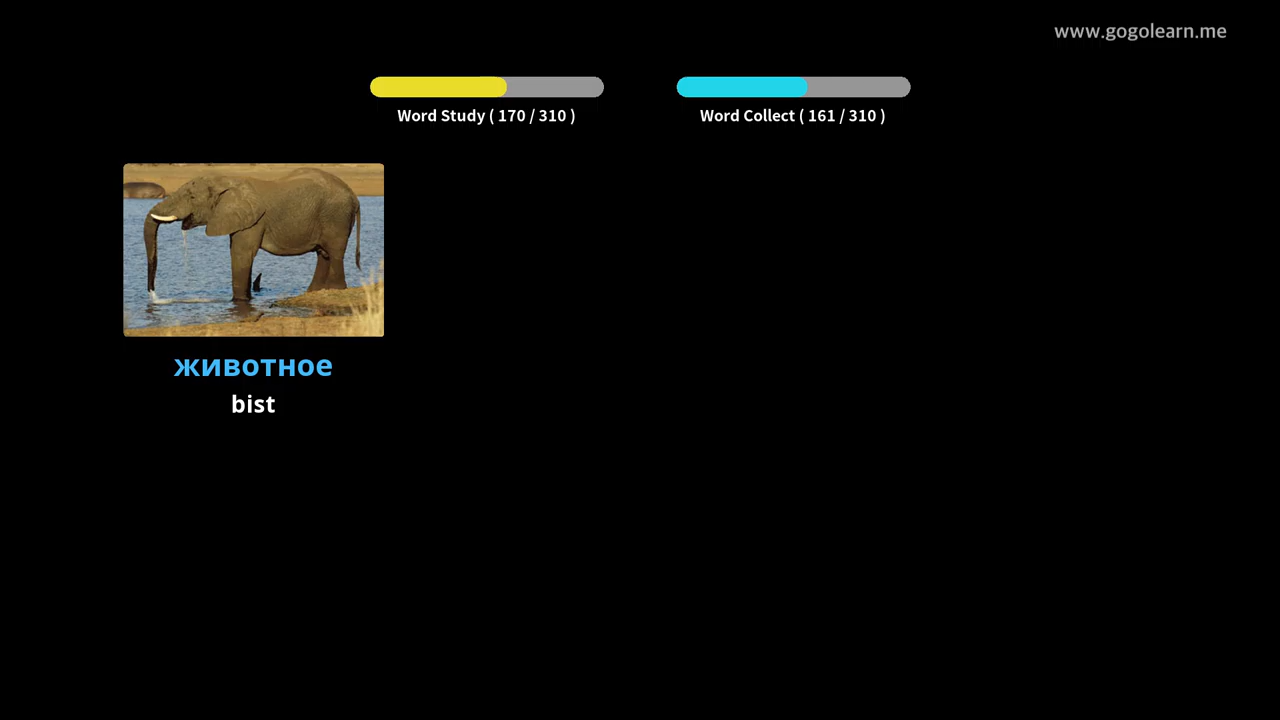 www.gogolearn.me
Word Study ( 170 / 310 )
Word Collect ( 161 / 310 )
животное
bist